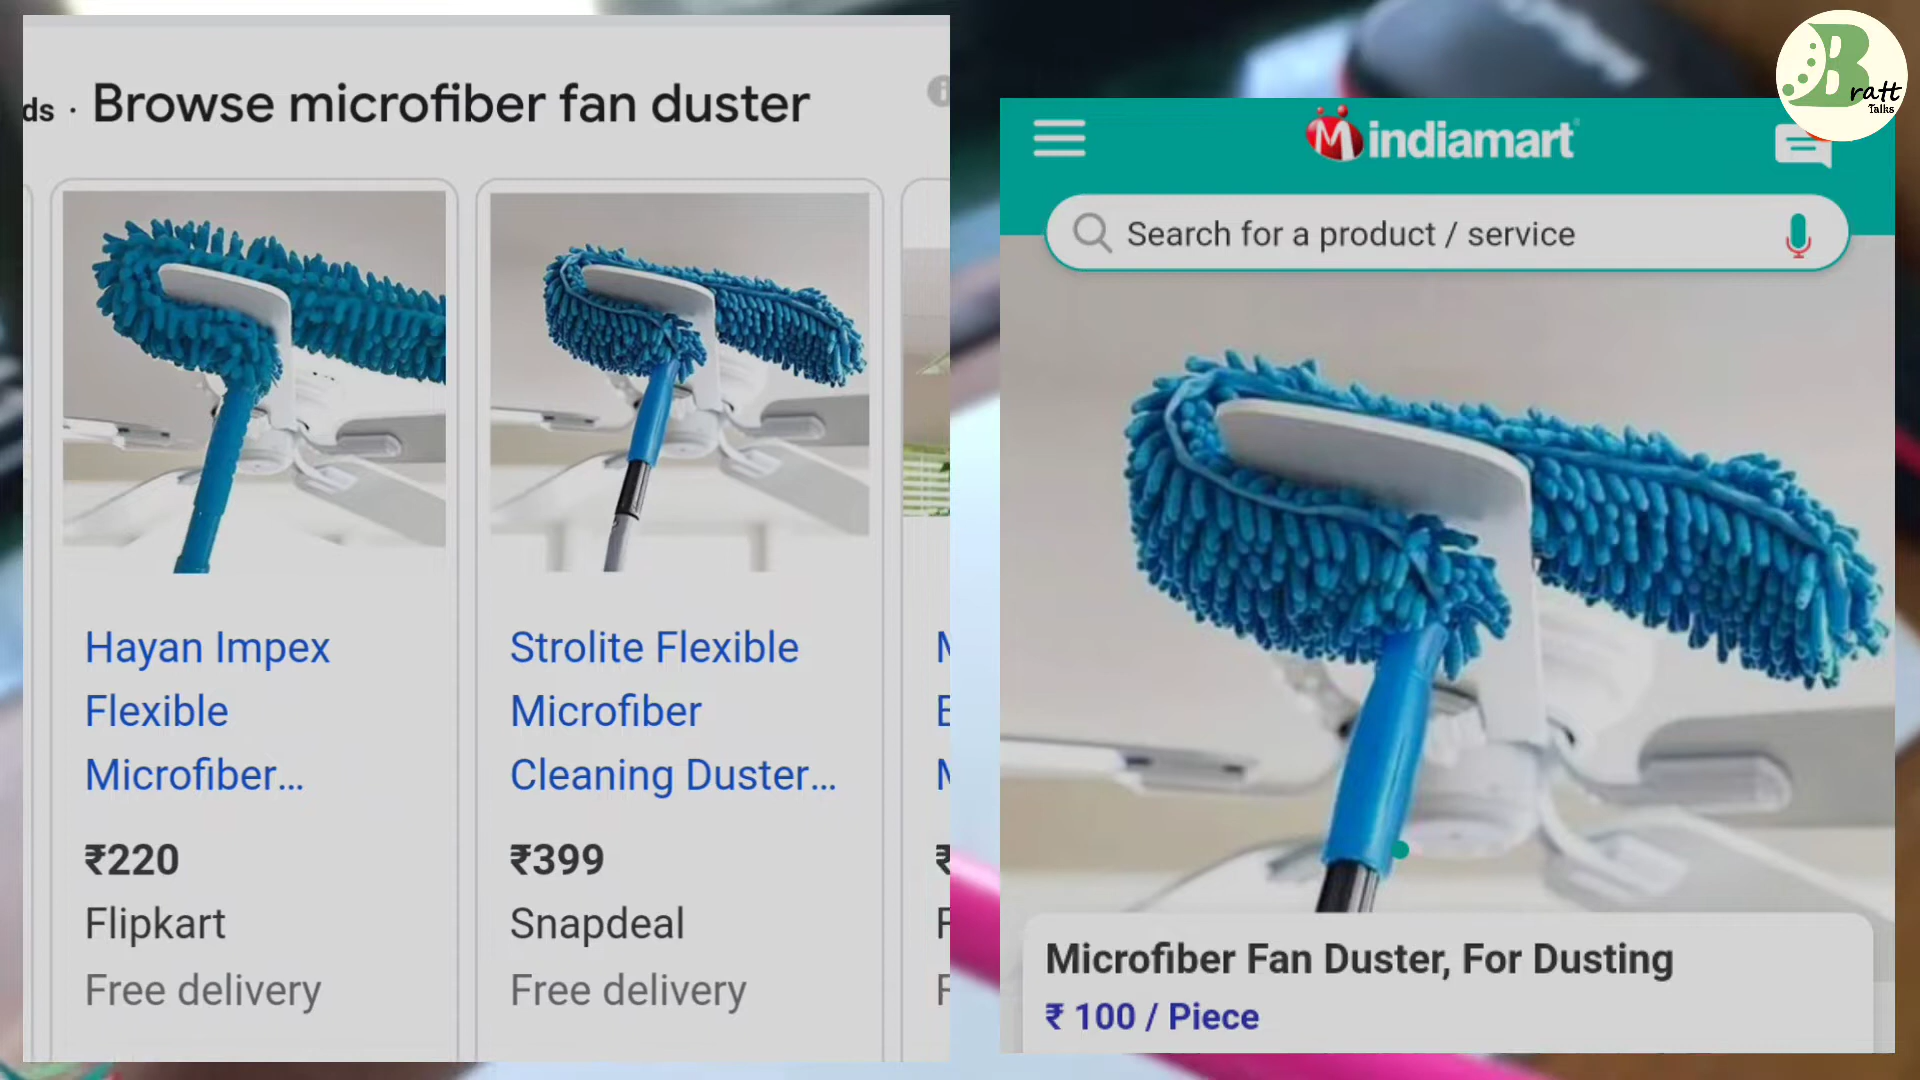 ds · Browse microfiber fan duster
Hayan Impex
Flexible
Microfiber...
₹220
Flipkart
Free delivery
Strolite Flexible
Microfiber
Cleaning Duster...
₹399
Snapdeal
Free delivery
Bratt
Talks
M indiamart
Search for a product / service
Microfiber Fan Duster, For Dusting
₹ 100 / Piece